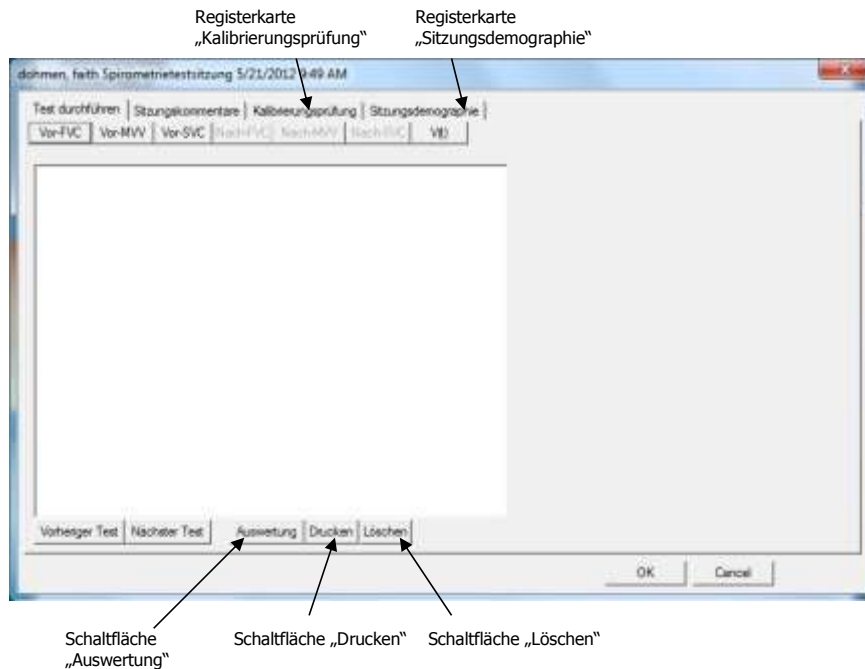 Registerkarte
„Kalibrierungsprüfung“
Registerkarte
„Sitzungsdemographie“
dohmen, faith Spirometrietestsitzung 5/21/2012 9:49 AM
Test durchführen Sitzungskommentare Kalibrierungsprüfung Sitzungsdemographie
Vor-FVC Vor-MVV Vor-SVC Nach-FVC Nach-MVV Nach-SVC V(t)
Vorheriger Test Nächster Test Auswertung Drucken Löschen
OK Cancel
Schaltfläche
„Auswertung“
Schaltfläche „Drucken“
Schaltfläche „Löschen“